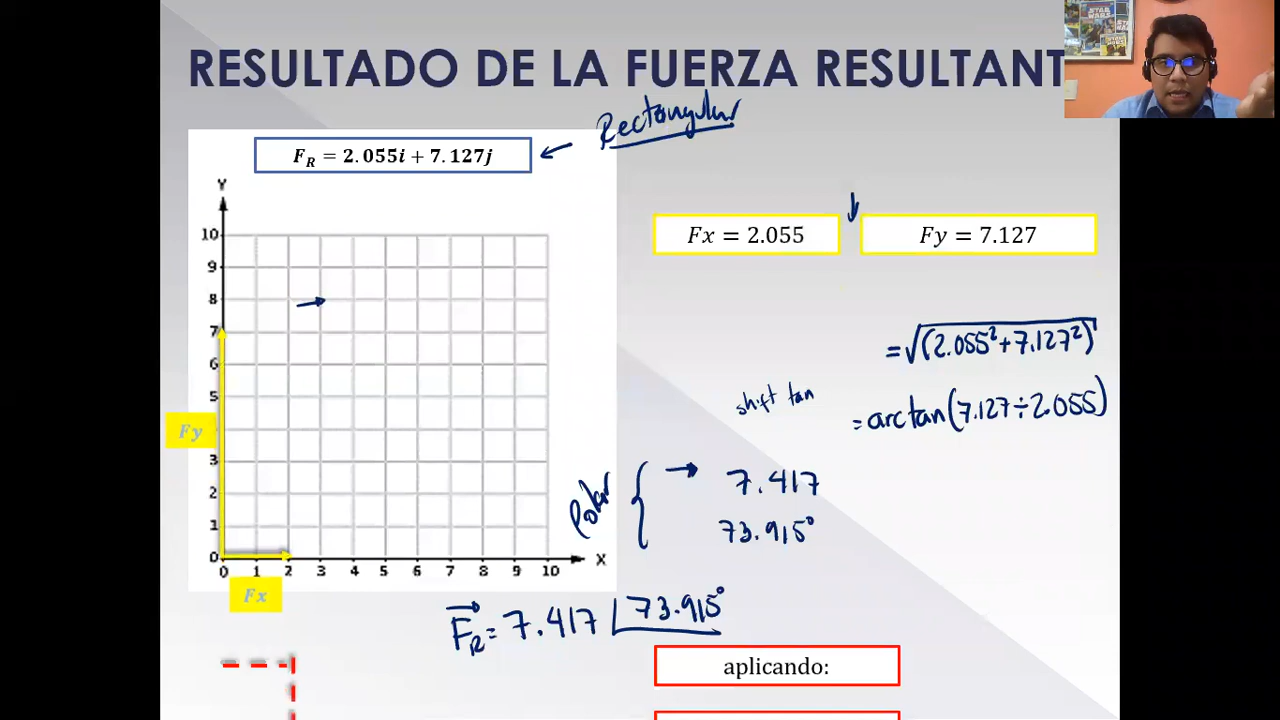 RESULTADO DE LA FUERZA RESULTANT
Rectangular
F_R = 2.055i + 7.127j
Y
Fx = 2.055
Fy = 7.127
10
9
8
7
6
5
3
2
1
0
Fy
0 1 2 3 4 5 6 7 8 9 10
X
Fx
=√(2.055²+7.127²)
shift tan
=arctan(7.127÷2.055)
Polar
7.417
73.915°
F_R= 7.417 73.915°
aplicando:
STAR WARS